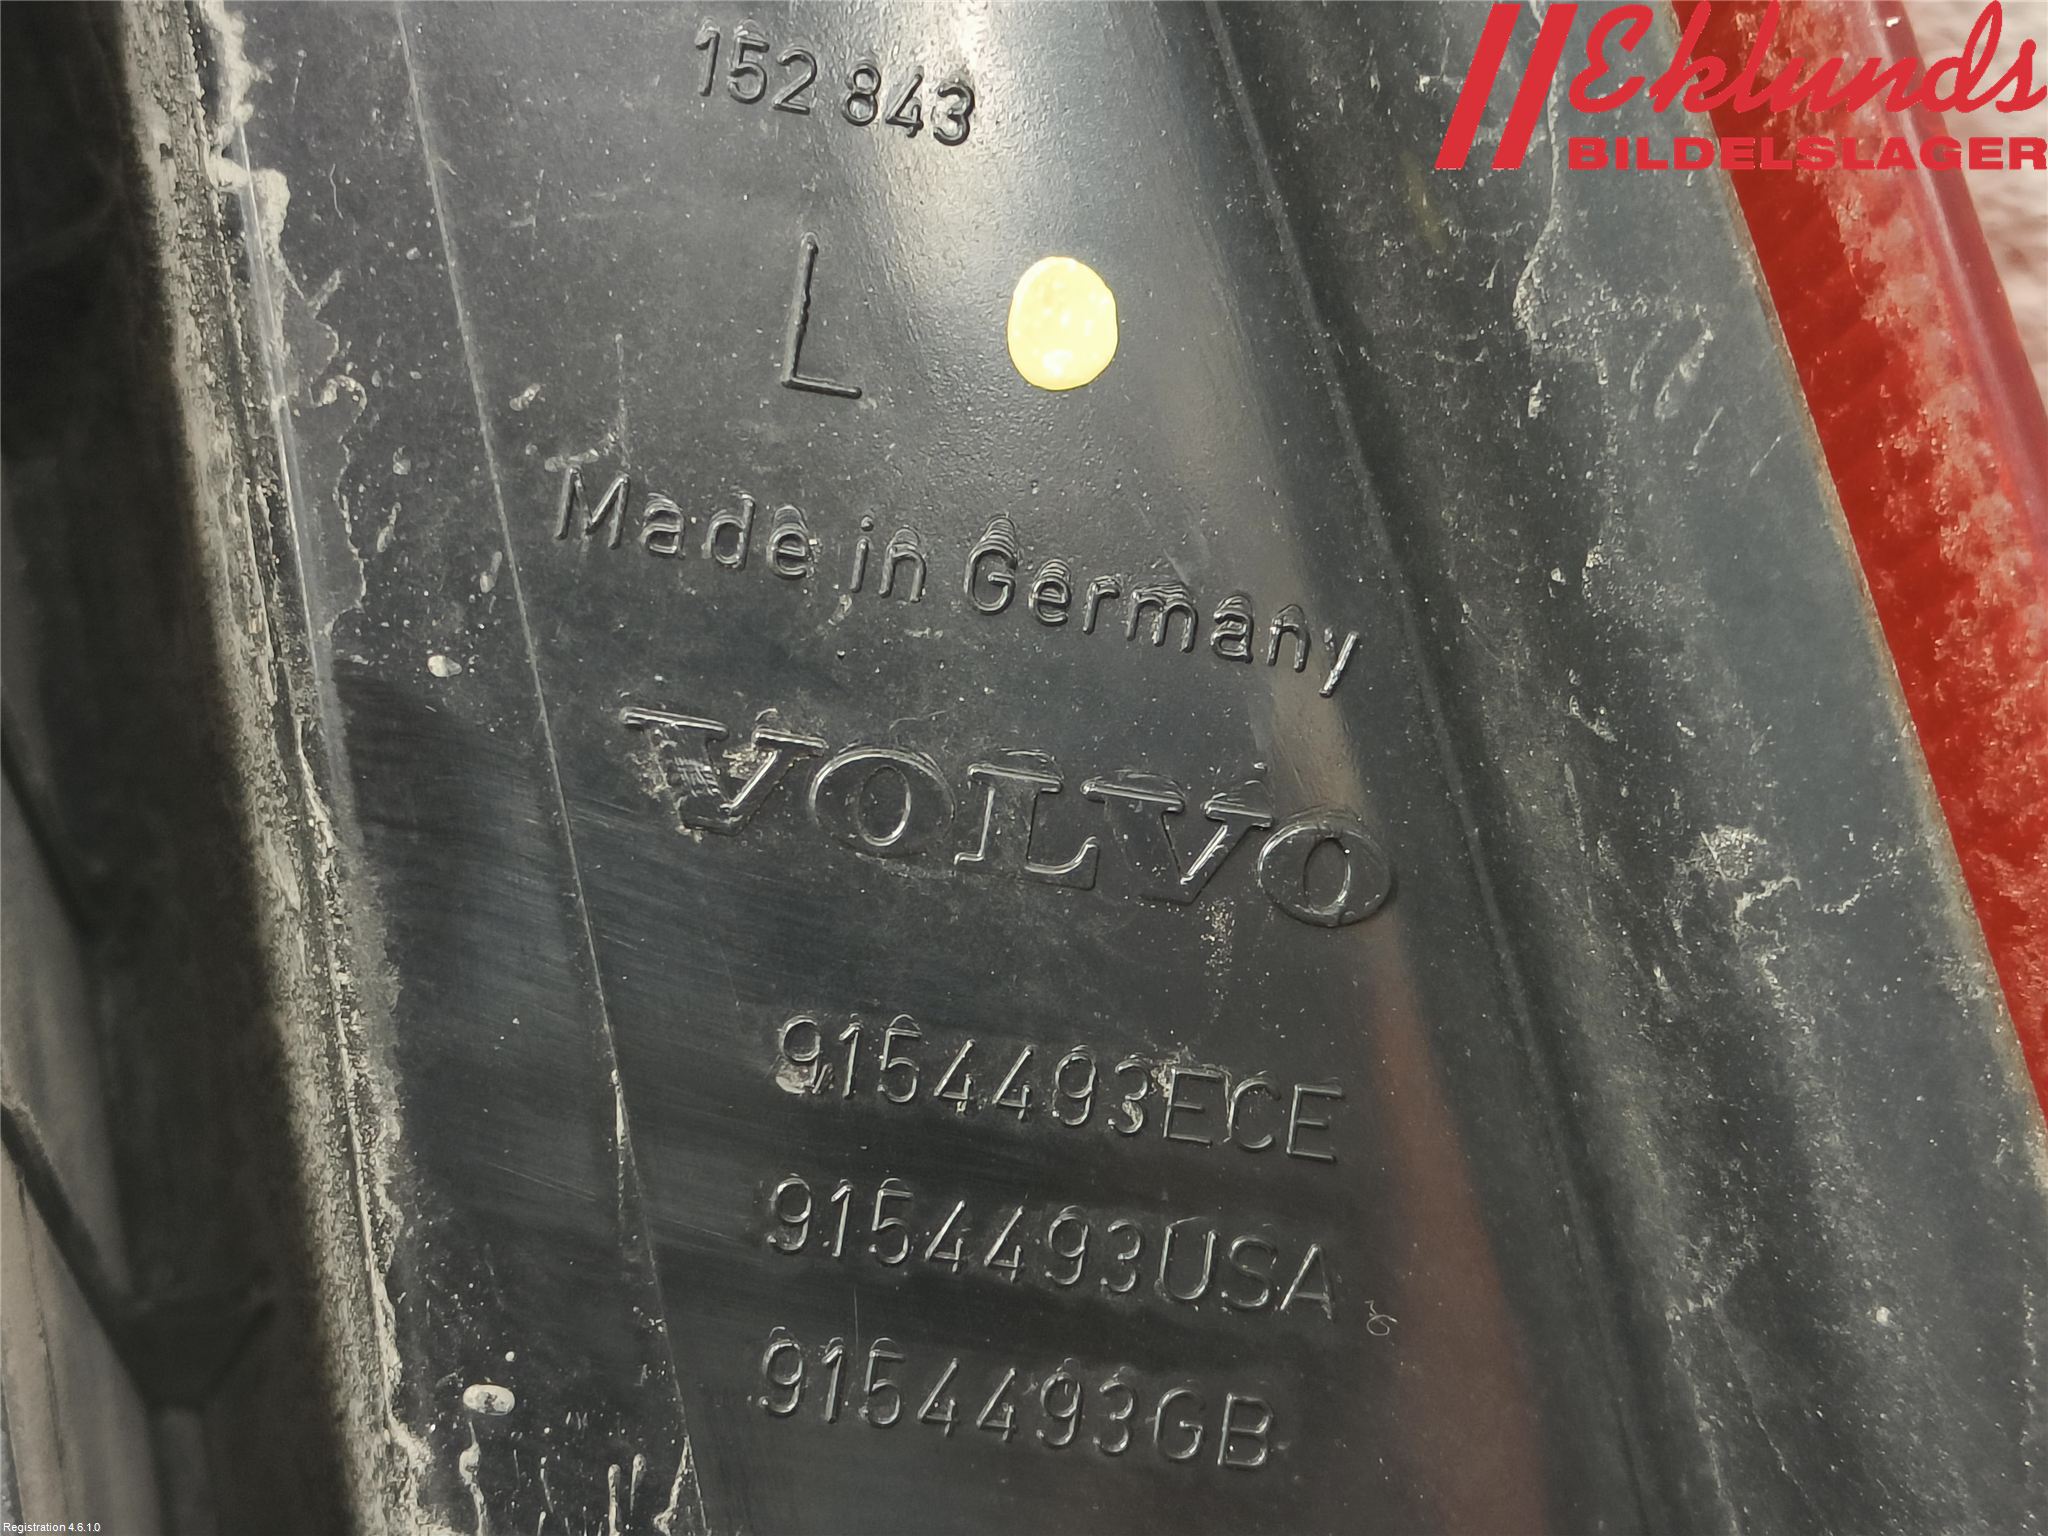 152 843
Eklunds
BILDELSLAGER
L
Made in Germany
VOLVO
9154493ECE
9154493USA
9154493GB
Registration 4.6.1.0